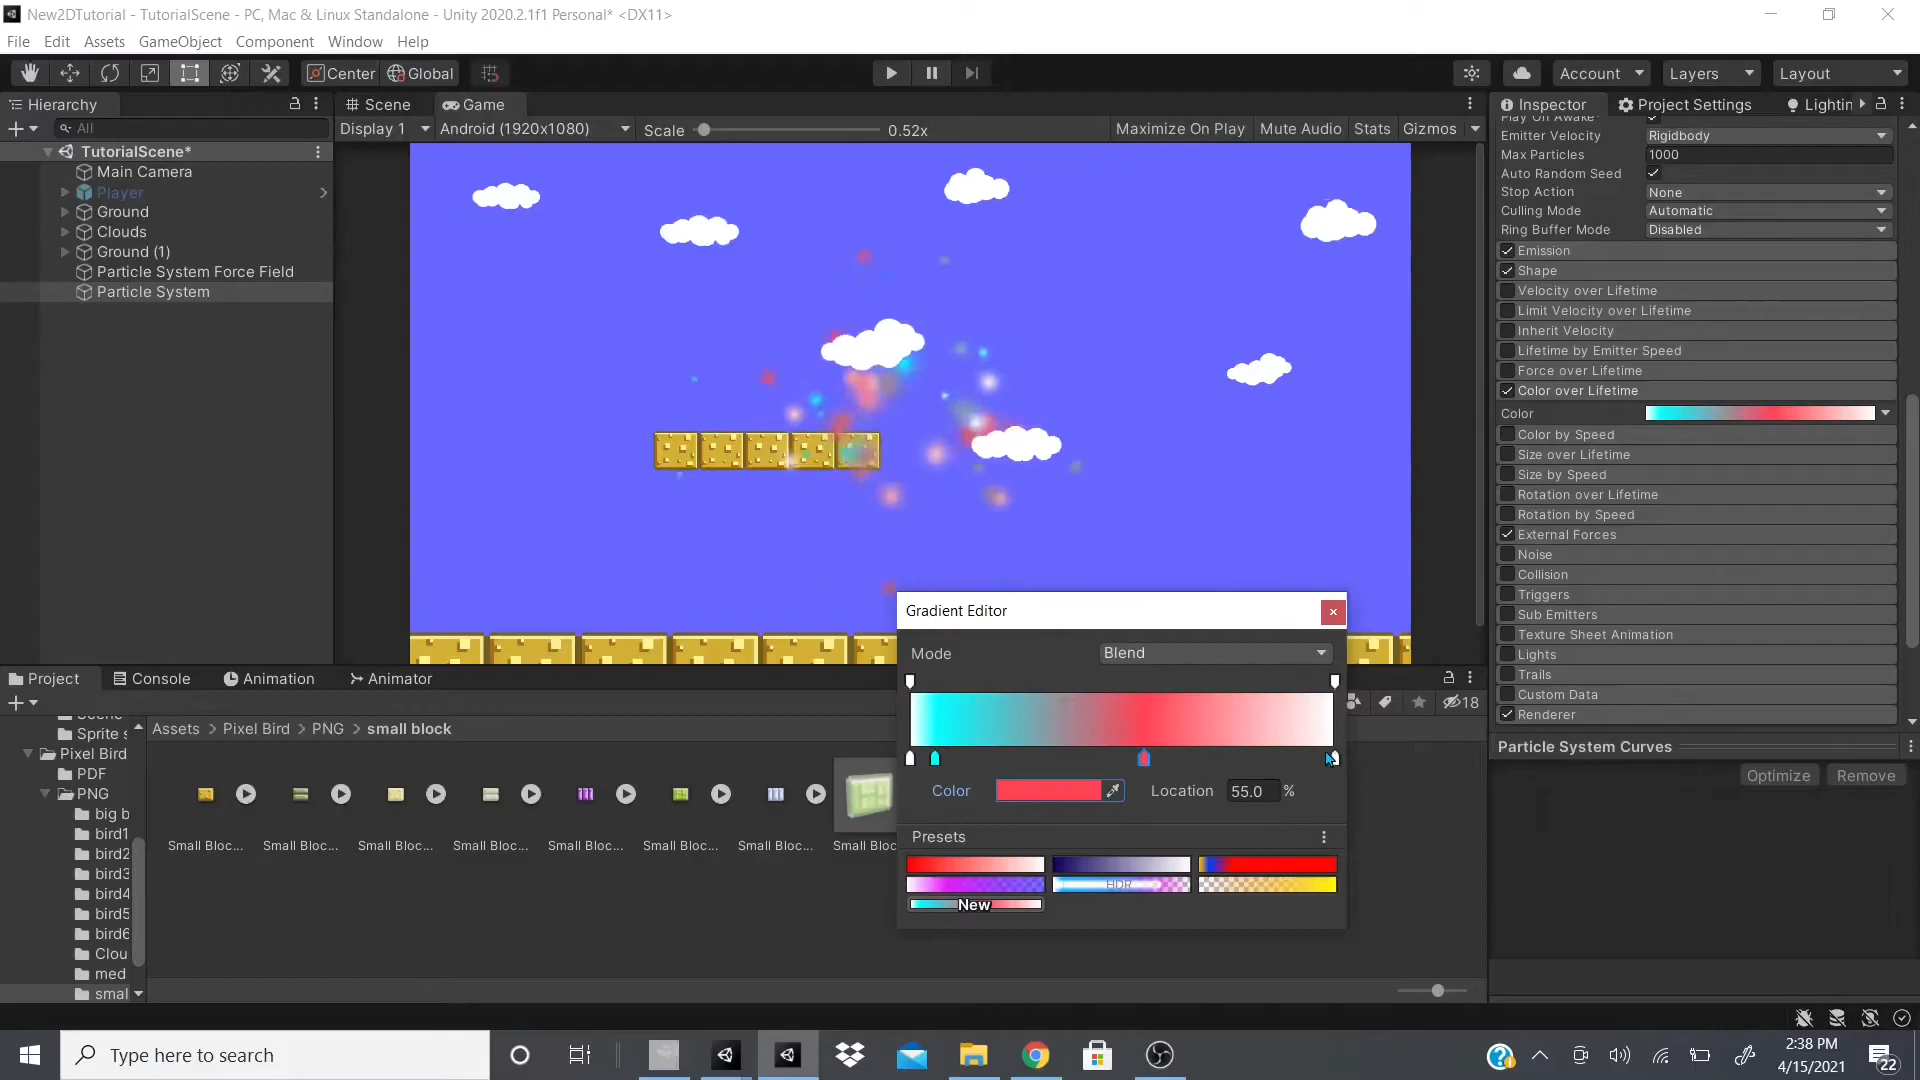 New2DTutorial - TutorialScene - PC, Mac & Linux Standalone - Unity 2020.2.1f1 Personal* <DX11>
File Edit Assets GameObject Component Window Help
Center Global Account Layers Layout
Hierarchy
All
TutorialScene*
Main Camera
Player
Ground
Clouds
Ground (1)
Particle System Force Field
Particle System
Scene Game
Display 1 Android (1920x1080) Scale 0.52x Maximize On Play Mute Audio Stats Gizmos
Inspector Project Settings Lightin
Play On Awake*
Emitter Velocity Rigidbody
Max Particles 1000
Auto Random Seed
Stop Action None
Culling Mode Automatic
Ring Buffer Mode Disabled
Emission
Shape
Velocity over Lifetime
Limit Velocity over Lifetime
Inherit Velocity
Lifetime by Emitter Speed
Force over Lifetime
Color over Lifetime
Color
Color by Speed
Size over Lifetime
Size by Speed
Rotation over Lifetime
Rotation by Speed
External Forces
Noise
Collision
Triggers
Sub Emitters
Texture Sheet Animation
Lights
Trails
Custom Data
Renderer
Particle System Curves
Optimize Remove
Gradient Editor
Mode Blend
Color Location 55.0 %
Presets
HDR
New
Project Console Animation Animator
18
Sprite s
Pixel Bird
PDF
PNG
big b
bird1
bird2
bird3
bird4
bird5
bird6
Clou
med
smal
Assets > Pixel Bird > PNG > small block
Small Bloc... Small Bloc... Small Bloc... Small Bloc... Small Bloc... Small Bloc... Small Bloc... Small Bloc
Type here to search
2:38 PM
4/15/2021
22